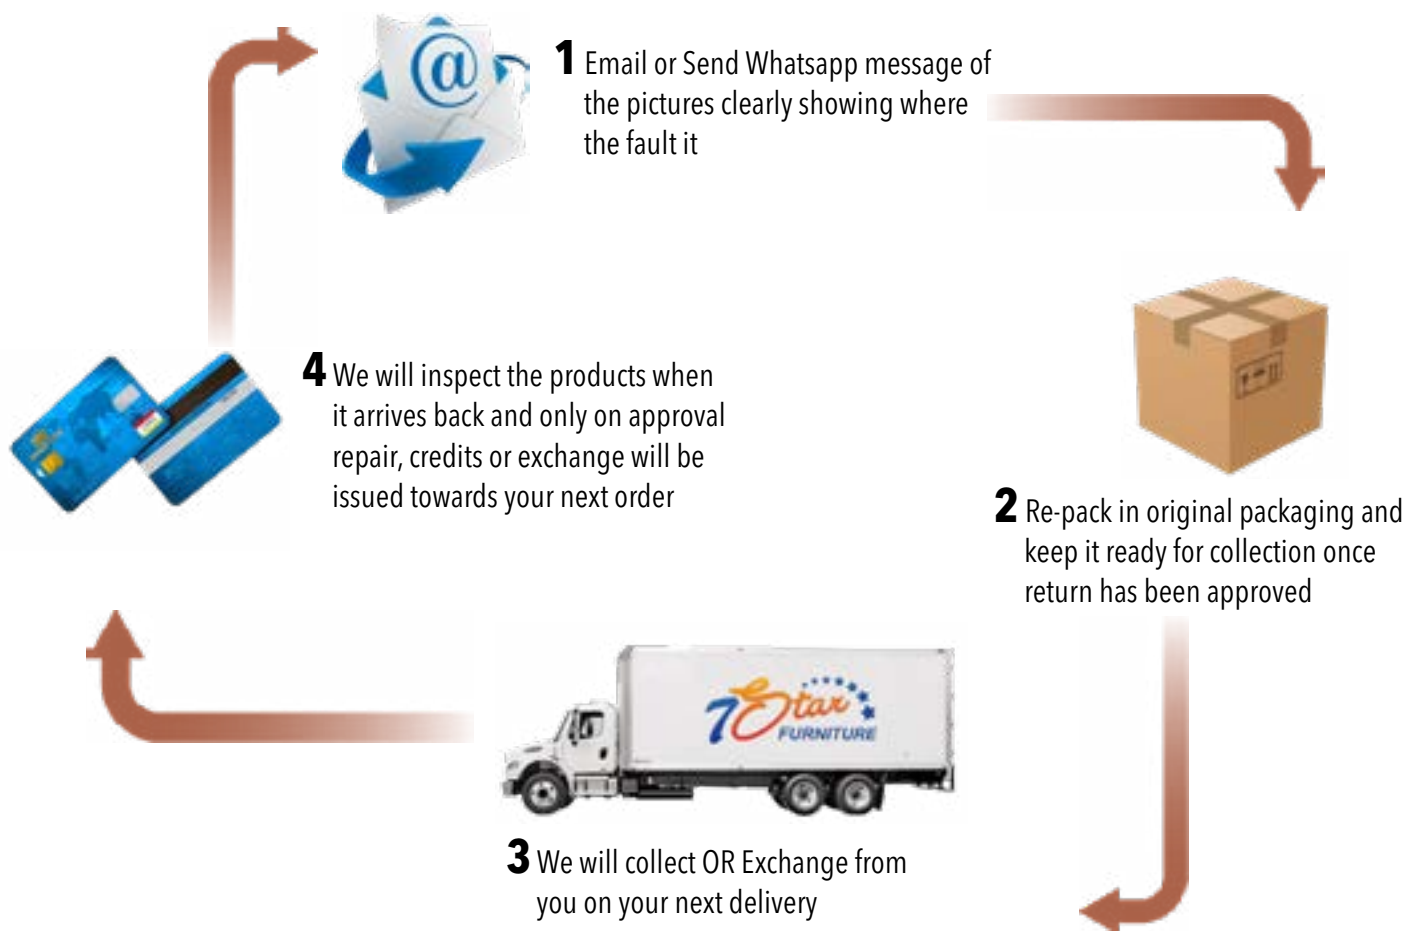 1 Email or Send Whatsapp message of
the pictures clearly showing where
the fault it
2 Re-pack in original packaging and
keep it ready for collection once
return has been approved
7 Star
FURNITURE
3 We will collect OR Exchange from
you on your next delivery
4 We will inspect the products when
it arrives back and only on approval
repair, credits or exchange will be
issued towards your next order